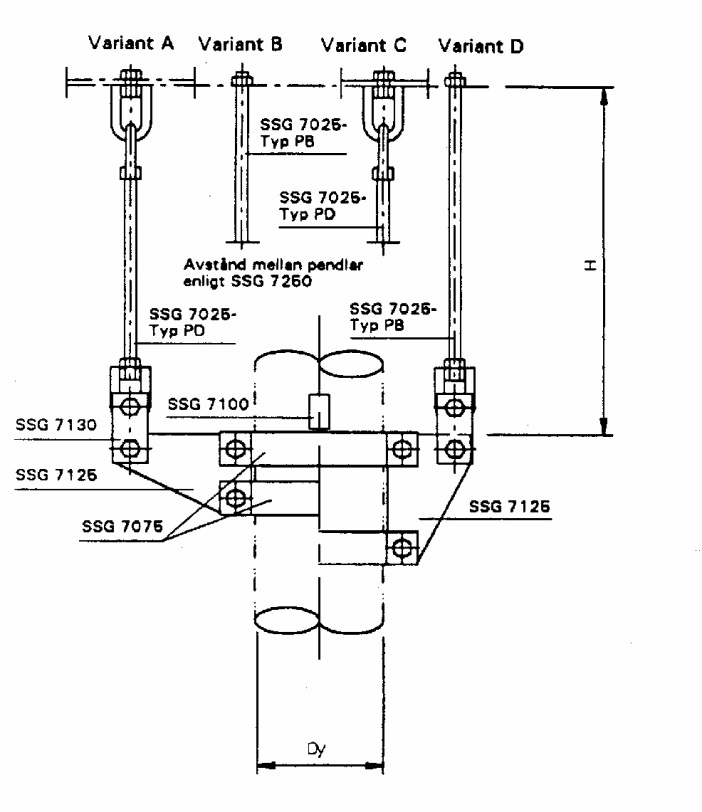 Variant A Variant B Variant C Variant D
SSG 7025-
Typ PB
SSG 7025-
Typ PD
Avstånd mellan pendlar
enligt SSG 7250
H
SSG 7025-
Typ PD
SSG 7025-
Typ PB
SSG 7100
SSG 7130
SSG 7125
SSG 7075
SSG 7125
Dy